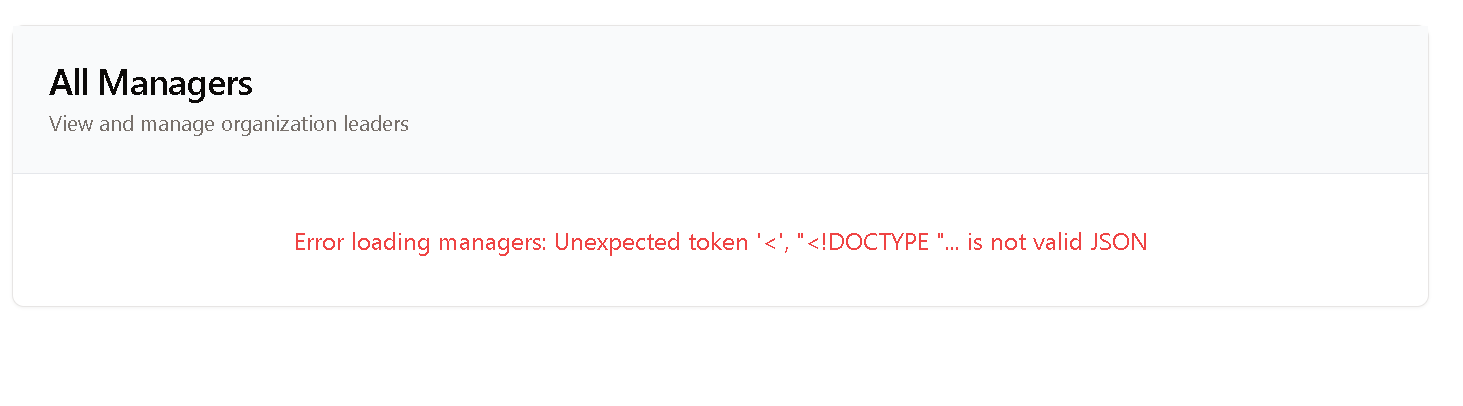 All Managers
View and manage organization leaders
Error loading managers: Unexpected token '<', "<!DOCTYPE "... is not valid JSON